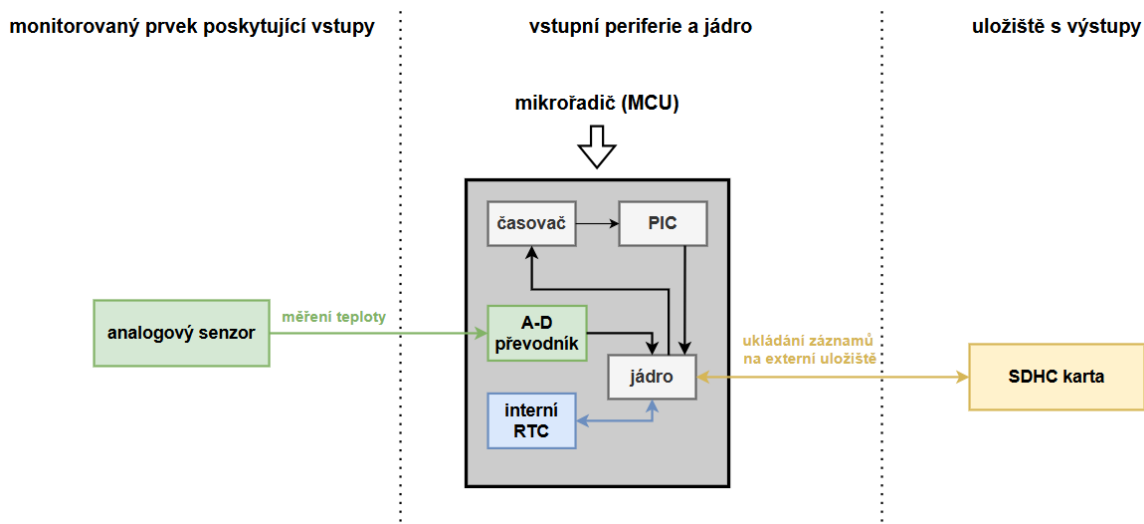 monitorovaný prvek poskytující vstupy
vstupní periferie a jádro
uložiště s výstupy
mikrořadič (MCU)
časovač
PIC
analogový senzor
měření teploty
A-D
převodník
jádro
interní
RTC
ukládání záznamů
na externí uložiště
SDHC karta